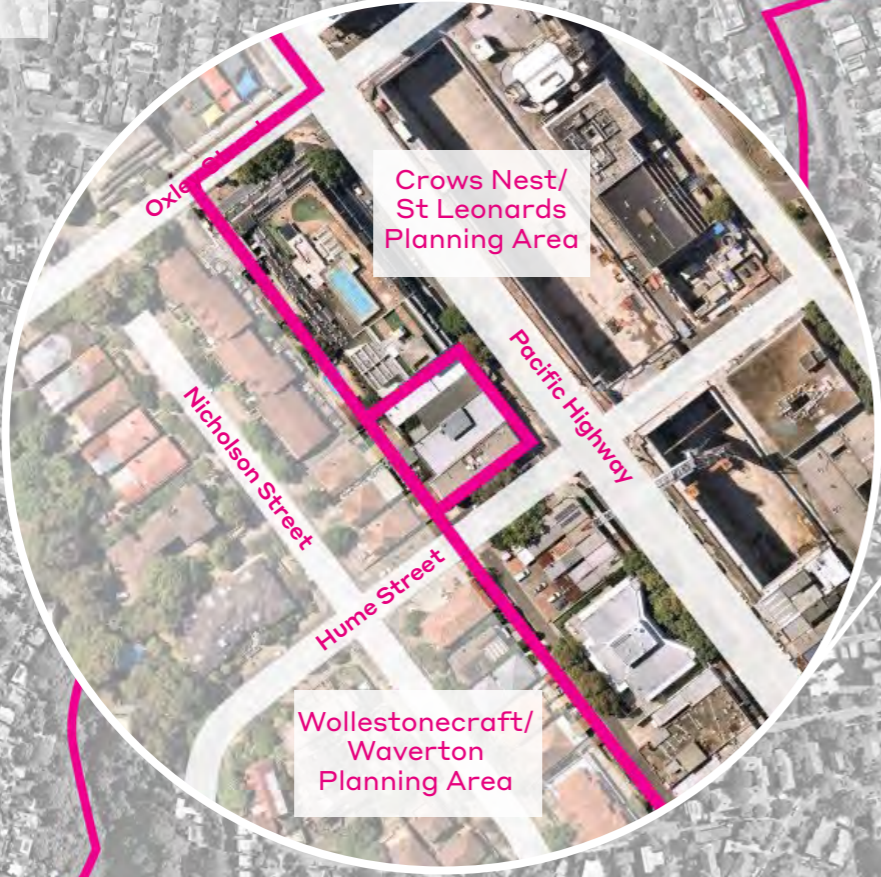 Crows Nest/
St Leonards
Planning Area
Pacific Highway
Nicholson Street
Hume Street
Wollestonecraft/
Waverton
Planning Area